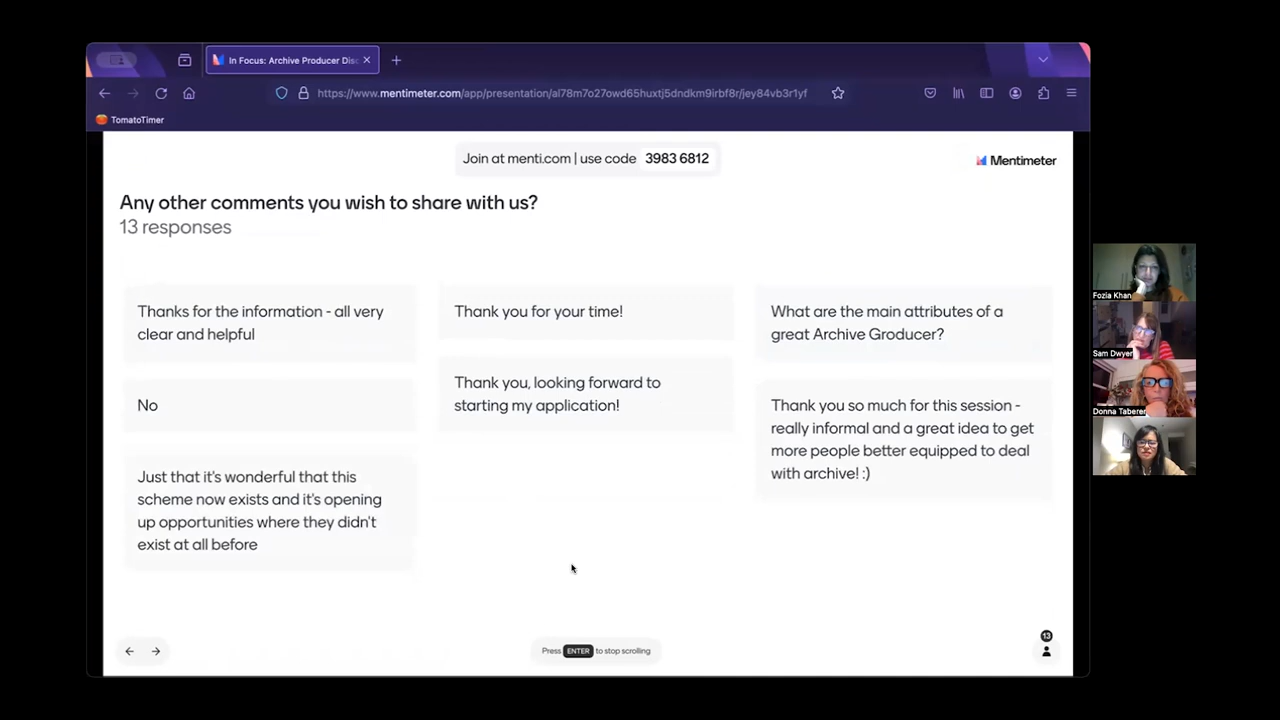 In Focus: Archive Producer Disc
https://www.mentimeter.com/app/presentation/al78m7o27owd65huxtj5dndkm9irbf8r/jey84vb3r1yf
TomatoTimer
Join at menti.com | use code 3983 6812
Mentimeter
Any other comments you wish to share with us?
13 responses
Thanks for the information - all very
clear and helpful
No
Just that it's wonderful that this
scheme now exists and it's opening
up opportunities where they didn't
exist at all before
Thank you for your time!
Thank you, looking forward to
starting my application!
What are the main attributes of a
great Archive Groducer?
Thank you so much for this session -
really informal and a great idea to get
more people better equipped to deal
with archive! :)
Press ENTER to stop scrolling
13
Fozia Khan
Sam Dwyer
Donna Taberer